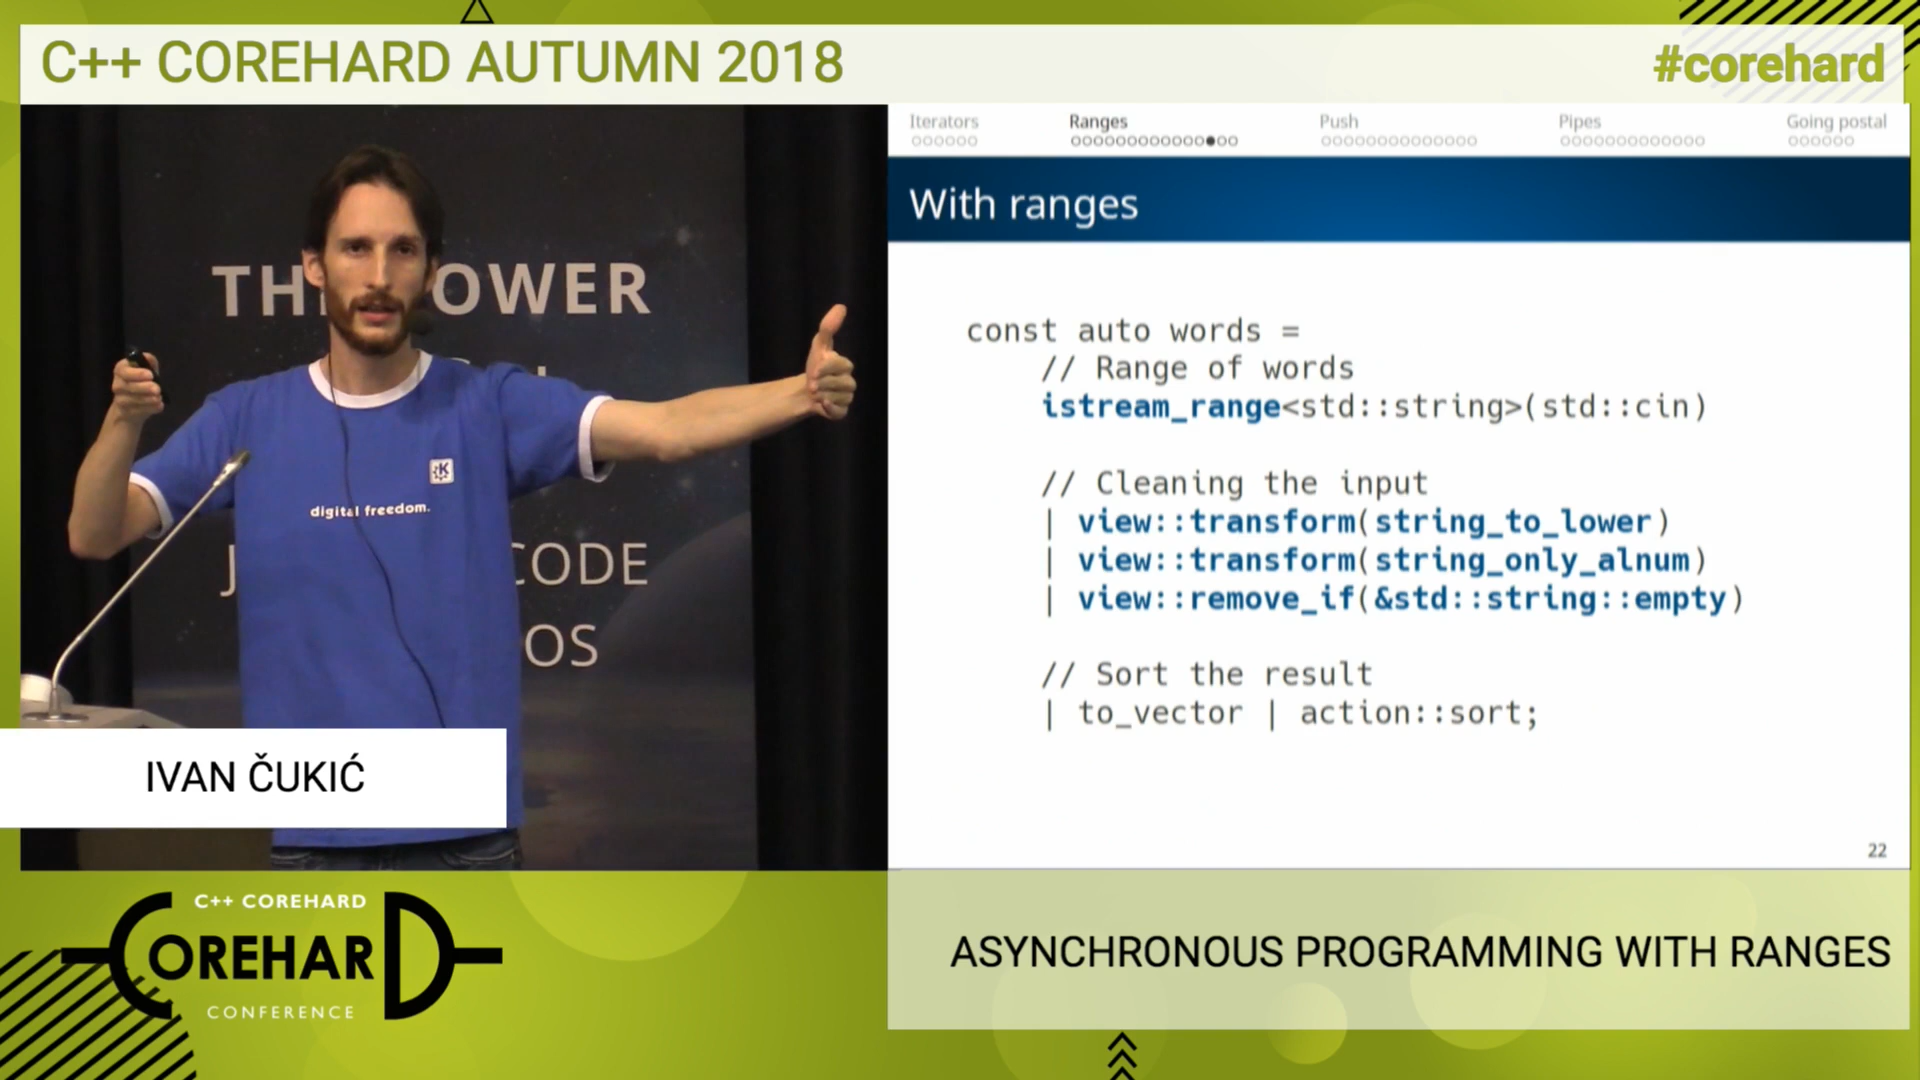 C++ COREHARD AUTUMN 2018
#corehard
Iterators
Ranges
Push
Pipes
Going postal
With ranges
const auto words =
// Range of words
istream_range<std::string>(std::cin)
// Cleaning the input
| view::transform(string_to_lower)
| view::transform(string_only_alnum)
| view::remove_if(&std::string::empty)
// Sort the result
| to_vector | action::sort;
22
OWER
CODE
OS
K
digital freedom.
IVAN ČUKIĆ
C++ COREHARD
COREHARD
CONFERENCE
ASYNCHRONOUS PROGRAMMING WITH RANGES